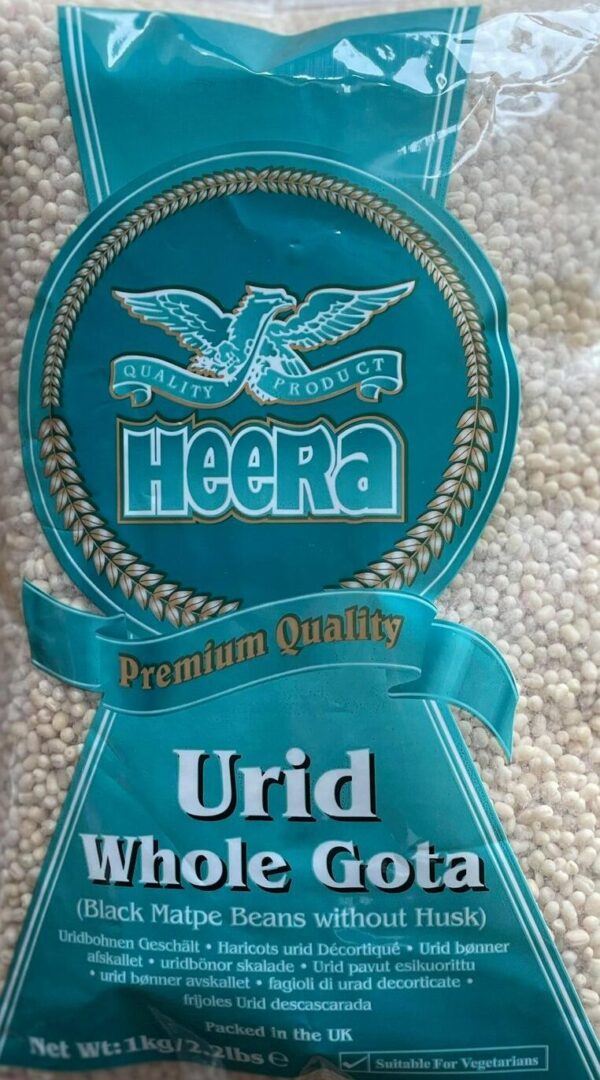 QUALITY PRODUCT
HeeRa
Premium Quality
Urid
Whole Gota
(Black Matpe Beans without Husk)
Uridbohnen Geschält • Haricots urid Décortiqué • Urid bønner
afskallet • uridbönor skalade • Urid pavut esikuorittu
• urid bønner avskallet • fagioli di urad decorticate •
frijoles Urid descascarada
Packed in the UK
Net Wt: 1kg/2.2lbs e
Suitable For Vegetarians